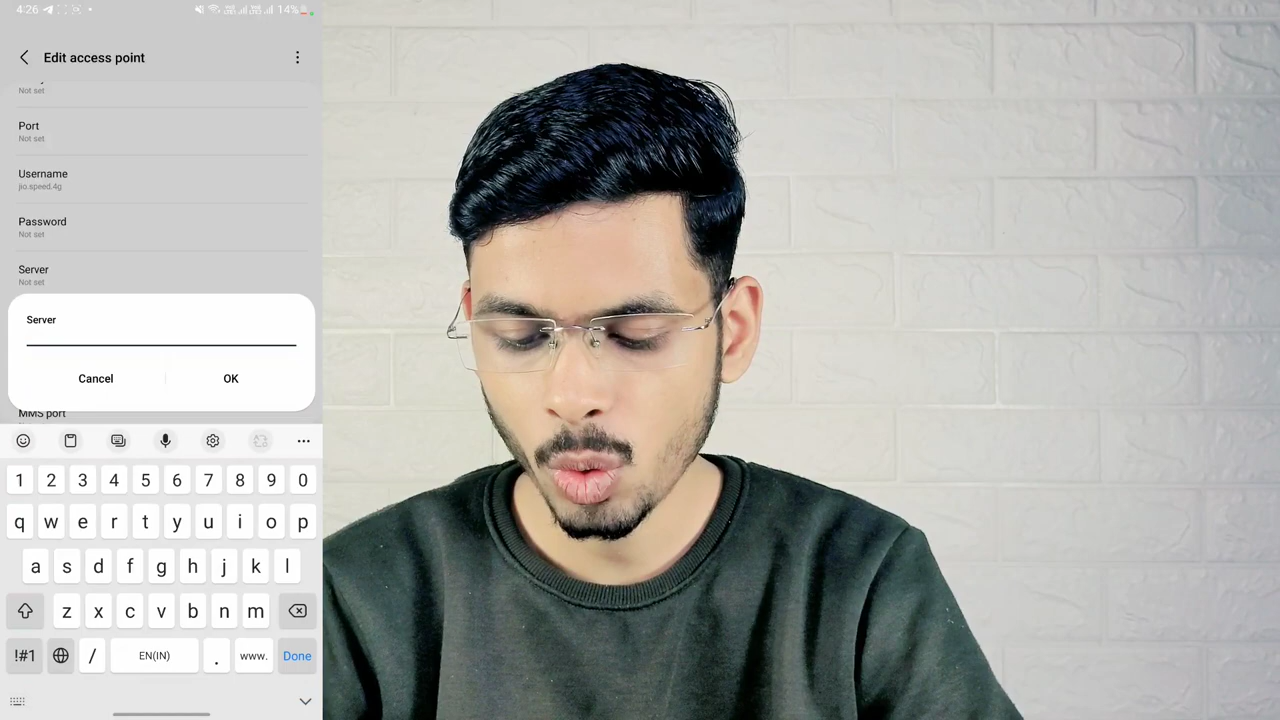 4:26
14%
Edit access point
Not set
Port
Not set
Username
jio.speed.4g
Password
Not set
Server
Not set
Server
Cancel
OK
MMS port
1 2 3 4 5 6 7 8 9 0
q w e r t y u i o p
a s d f g h j k l
z x c v b n m
!#1 / EN(IN) . www. Done